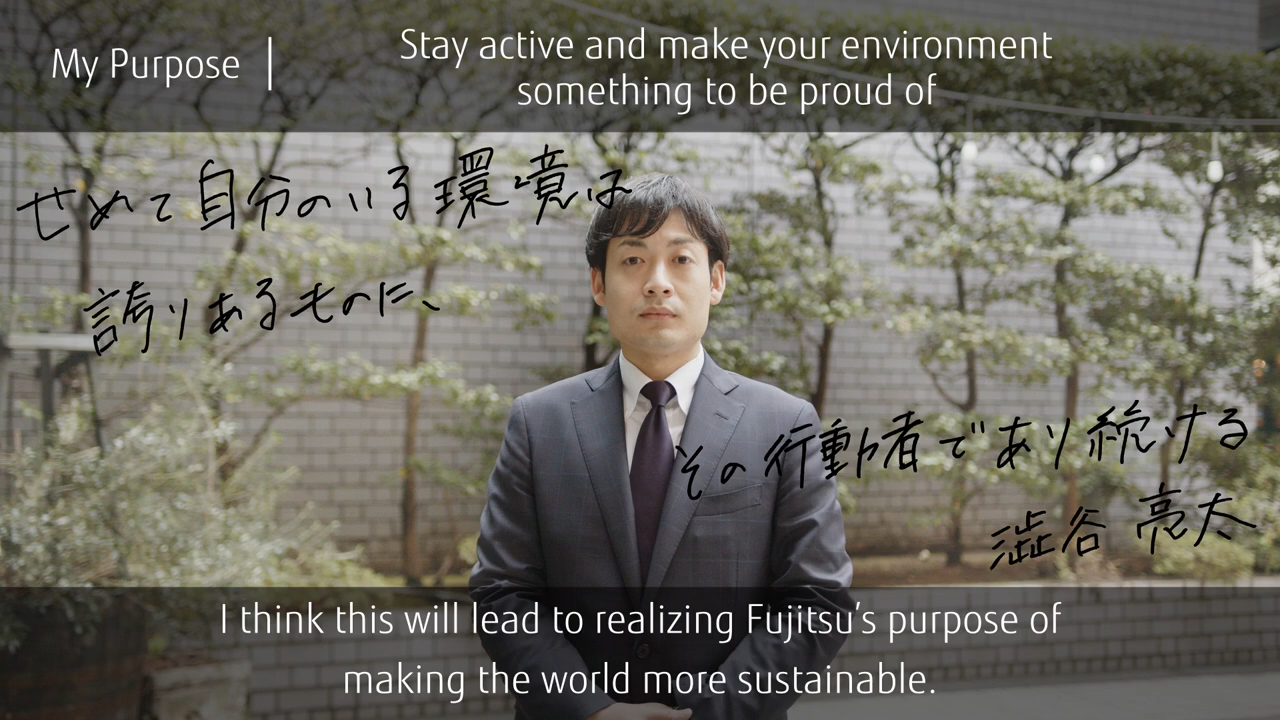 My Purpose
Stay active and make your environment
something to be proud of
せめて自分のいる環境は
誇りあるものに、
その行動者であり続ける
澁谷 亮太
I think this will lead to realizing Fujitsu's purpose of
making the world more sustainable.